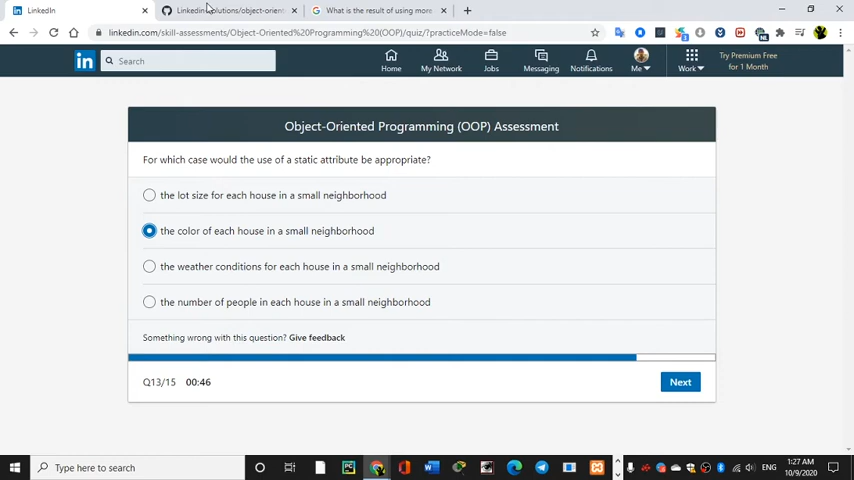 LinkedIn
LinkedinSolutions/object-orient
What is the result of using more
linkedin.com/skill-assessments/Object-Oriented%20Programming%20(OOP)/quiz/?practiceMode=false
in
Search
Home
My Network
Jobs
Messaging
Notifications
Me
Work
Try Premium Free
for 1 Month
Object-Oriented Programming (OOP) Assessment
For which case would the use of a static attribute be appropriate?
the lot size for each house in a small neighborhood
the color of each house in a small neighborhood
the weather conditions for each house in a small neighborhood
the number of people in each house in a small neighborhood
Something wrong with this question? Give feedback
Q13/15 00:46
Next
Type here to search
ENG
1:27 AM
10/9/2020